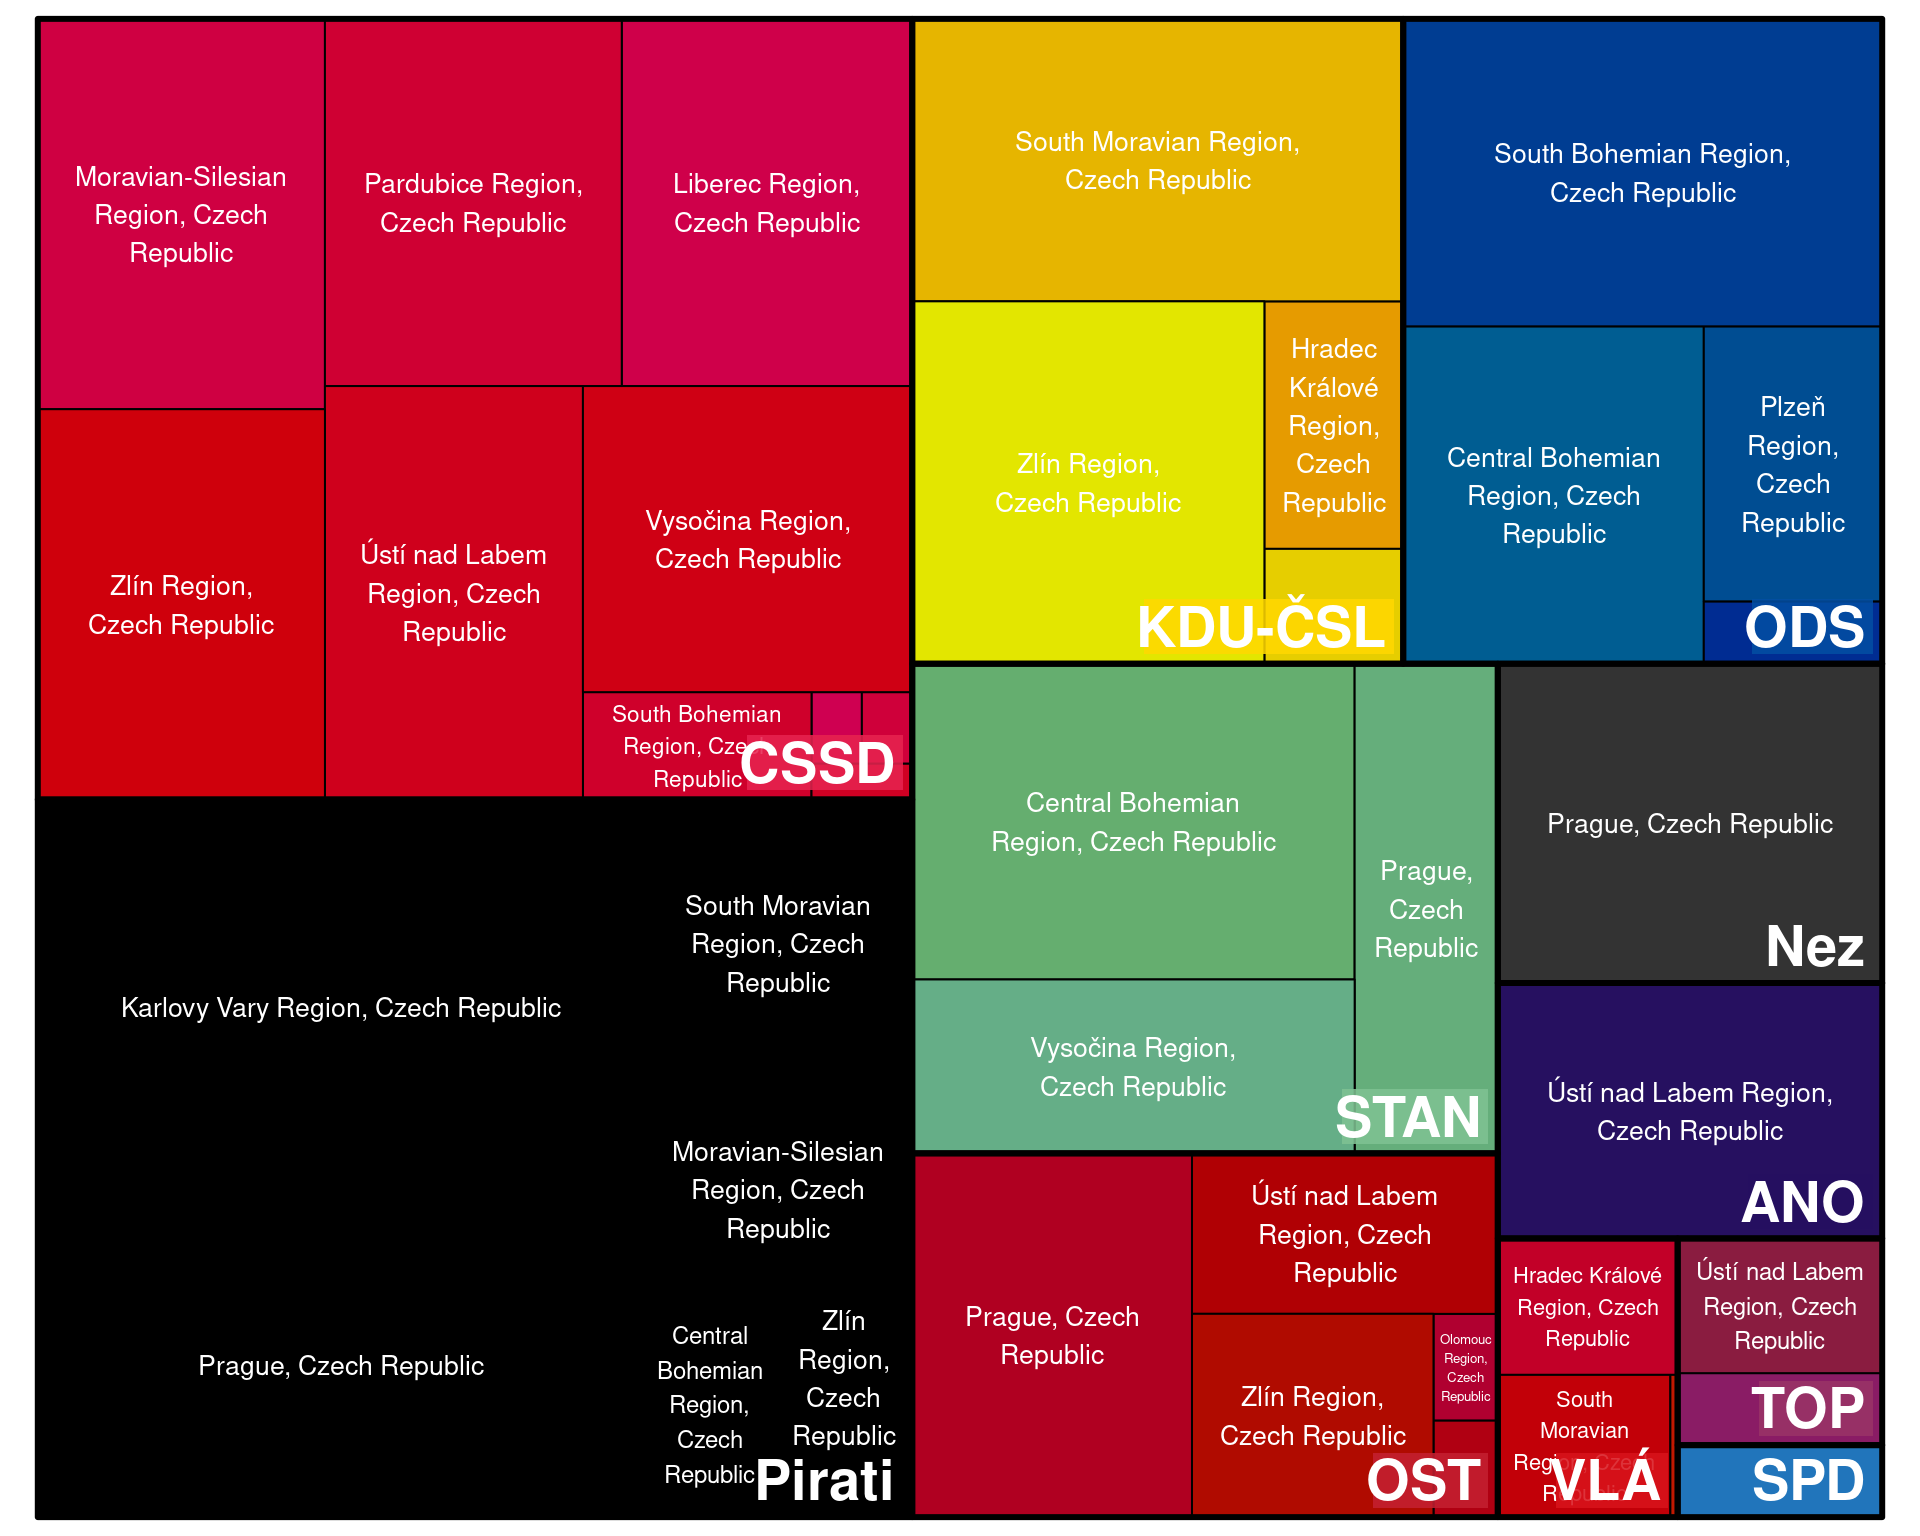 Moravian-Silesian
Region, Czech
Republic
Pardubice Region,
Czech Republic
Liberec Region,
Czech Republic
Zlín Region,
Czech Republic
Ústí nad Labem
Region, Czech
Republic
Vysočina Region,
Czech Republic
South Bohemian
Region, Czech
Republic
CSSD
South Moravian Region,
Czech Republic
Zlín Region,
Czech Republic
Hradec
Králové
Region,
Czech
Republic
KDU-ČSL
South Bohemian Region,
Czech Republic
Central Bohemian
Region, Czech
Republic
Plzeň
Region,
Czech
Republic
ODS
Karlovy Vary Region, Czech Republic
South Moravian
Region, Czech
Republic
Moravian-Silesian
Region, Czech
Republic
Prague, Czech Republic
Central
Bohemian
Region,
Czech
Republic
Zlín
Region,
Czech
Republic
Pirati
Central Bohemian
Region, Czech Republic
Prague,
Czech
Republic
Vysočina Region,
Czech Republic
STAN
Prague, Czech Republic
Nez
Ústí nad Labem Region,
Czech Republic
ANO
Prague, Czech
Republic
Ústí nad Labem
Region, Czech
Republic
Zlín Region,
Czech Republic
Olomouc
Region,
Czech
Republic
OST
Hradec Králové
Region, Czech
Republic
South
Moravian
Region, Czech
Republic
VLÁ
Ústí nad Labem
Region, Czech
Republic
TOP
SPD